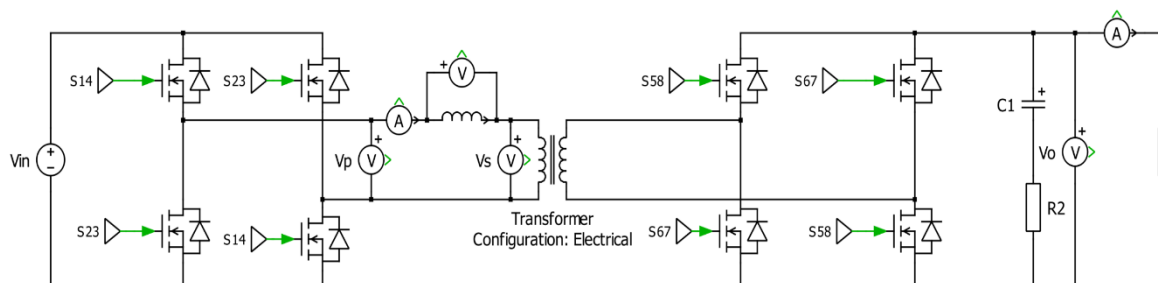 S14
S23
V
S58
S67
A
A
C1
Vin
Vp
V
Vs
V
Vo
V
R2
Transformer
Configuration: Electrical
S23
S14
S67
S58